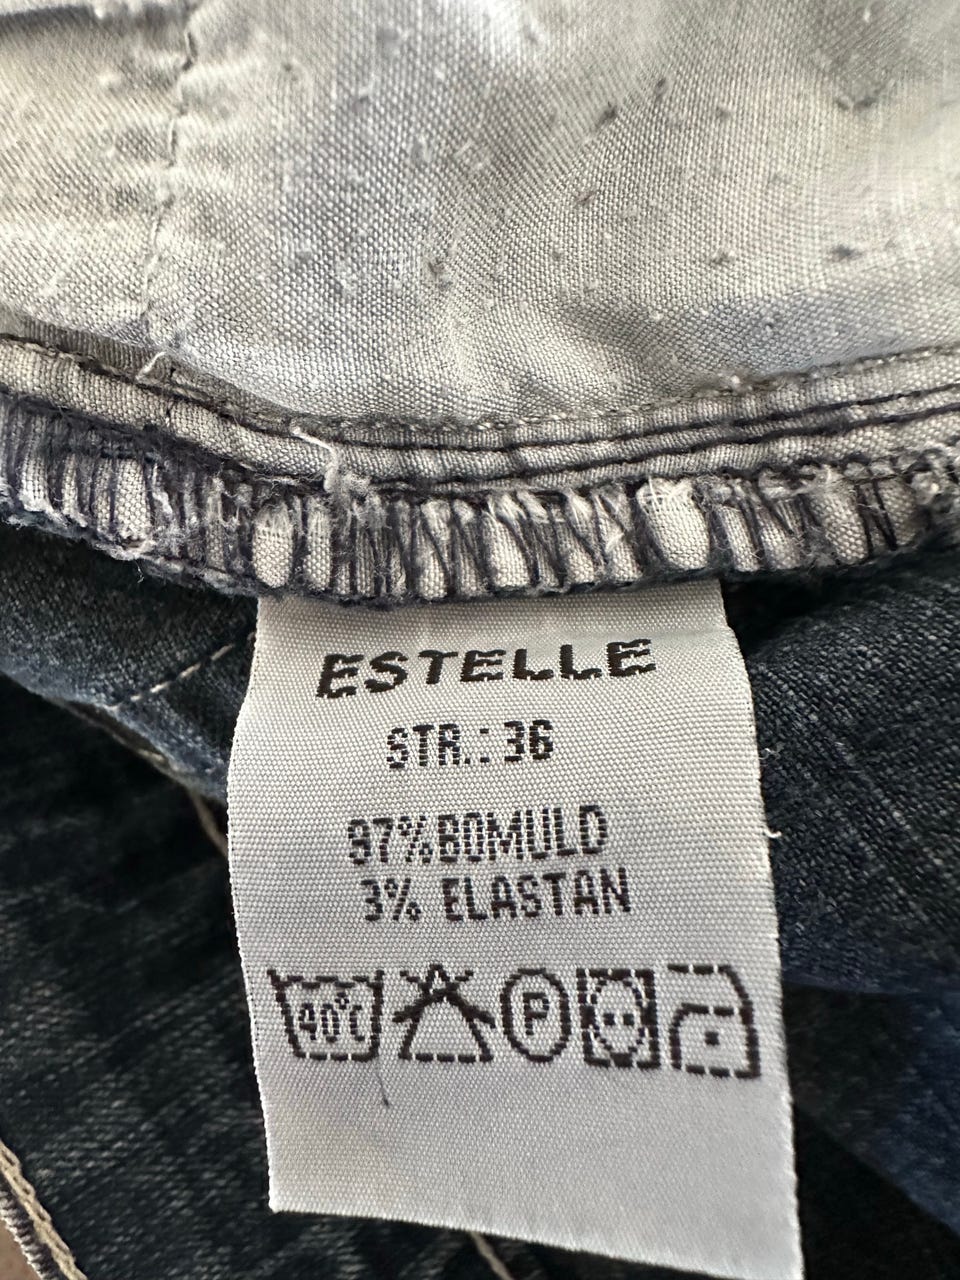 ESTELLE
STR.:36
97%BOMULD
3% ELASTAN
40°C P